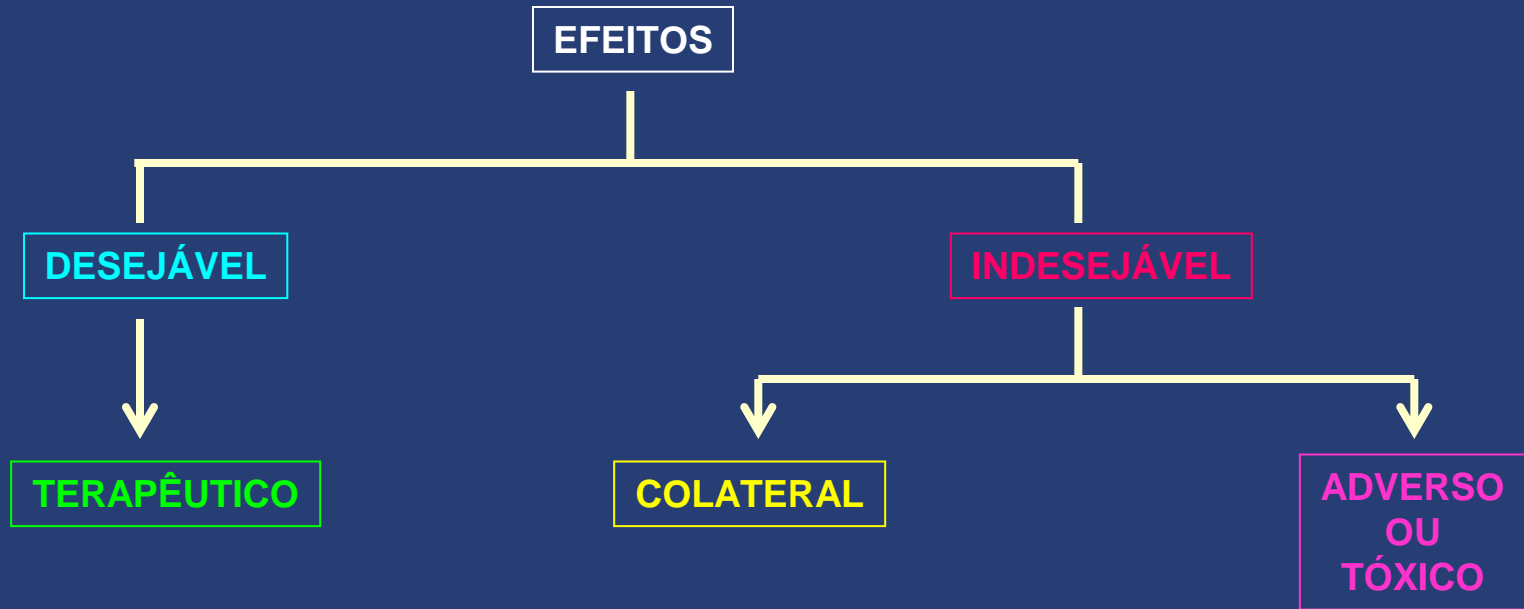 EFEITOS
DESEJÁVEL
INDESEJÁVEL
TERAPÊUTICO
COLATERAL
ADVERSO
OU
TÓXICO